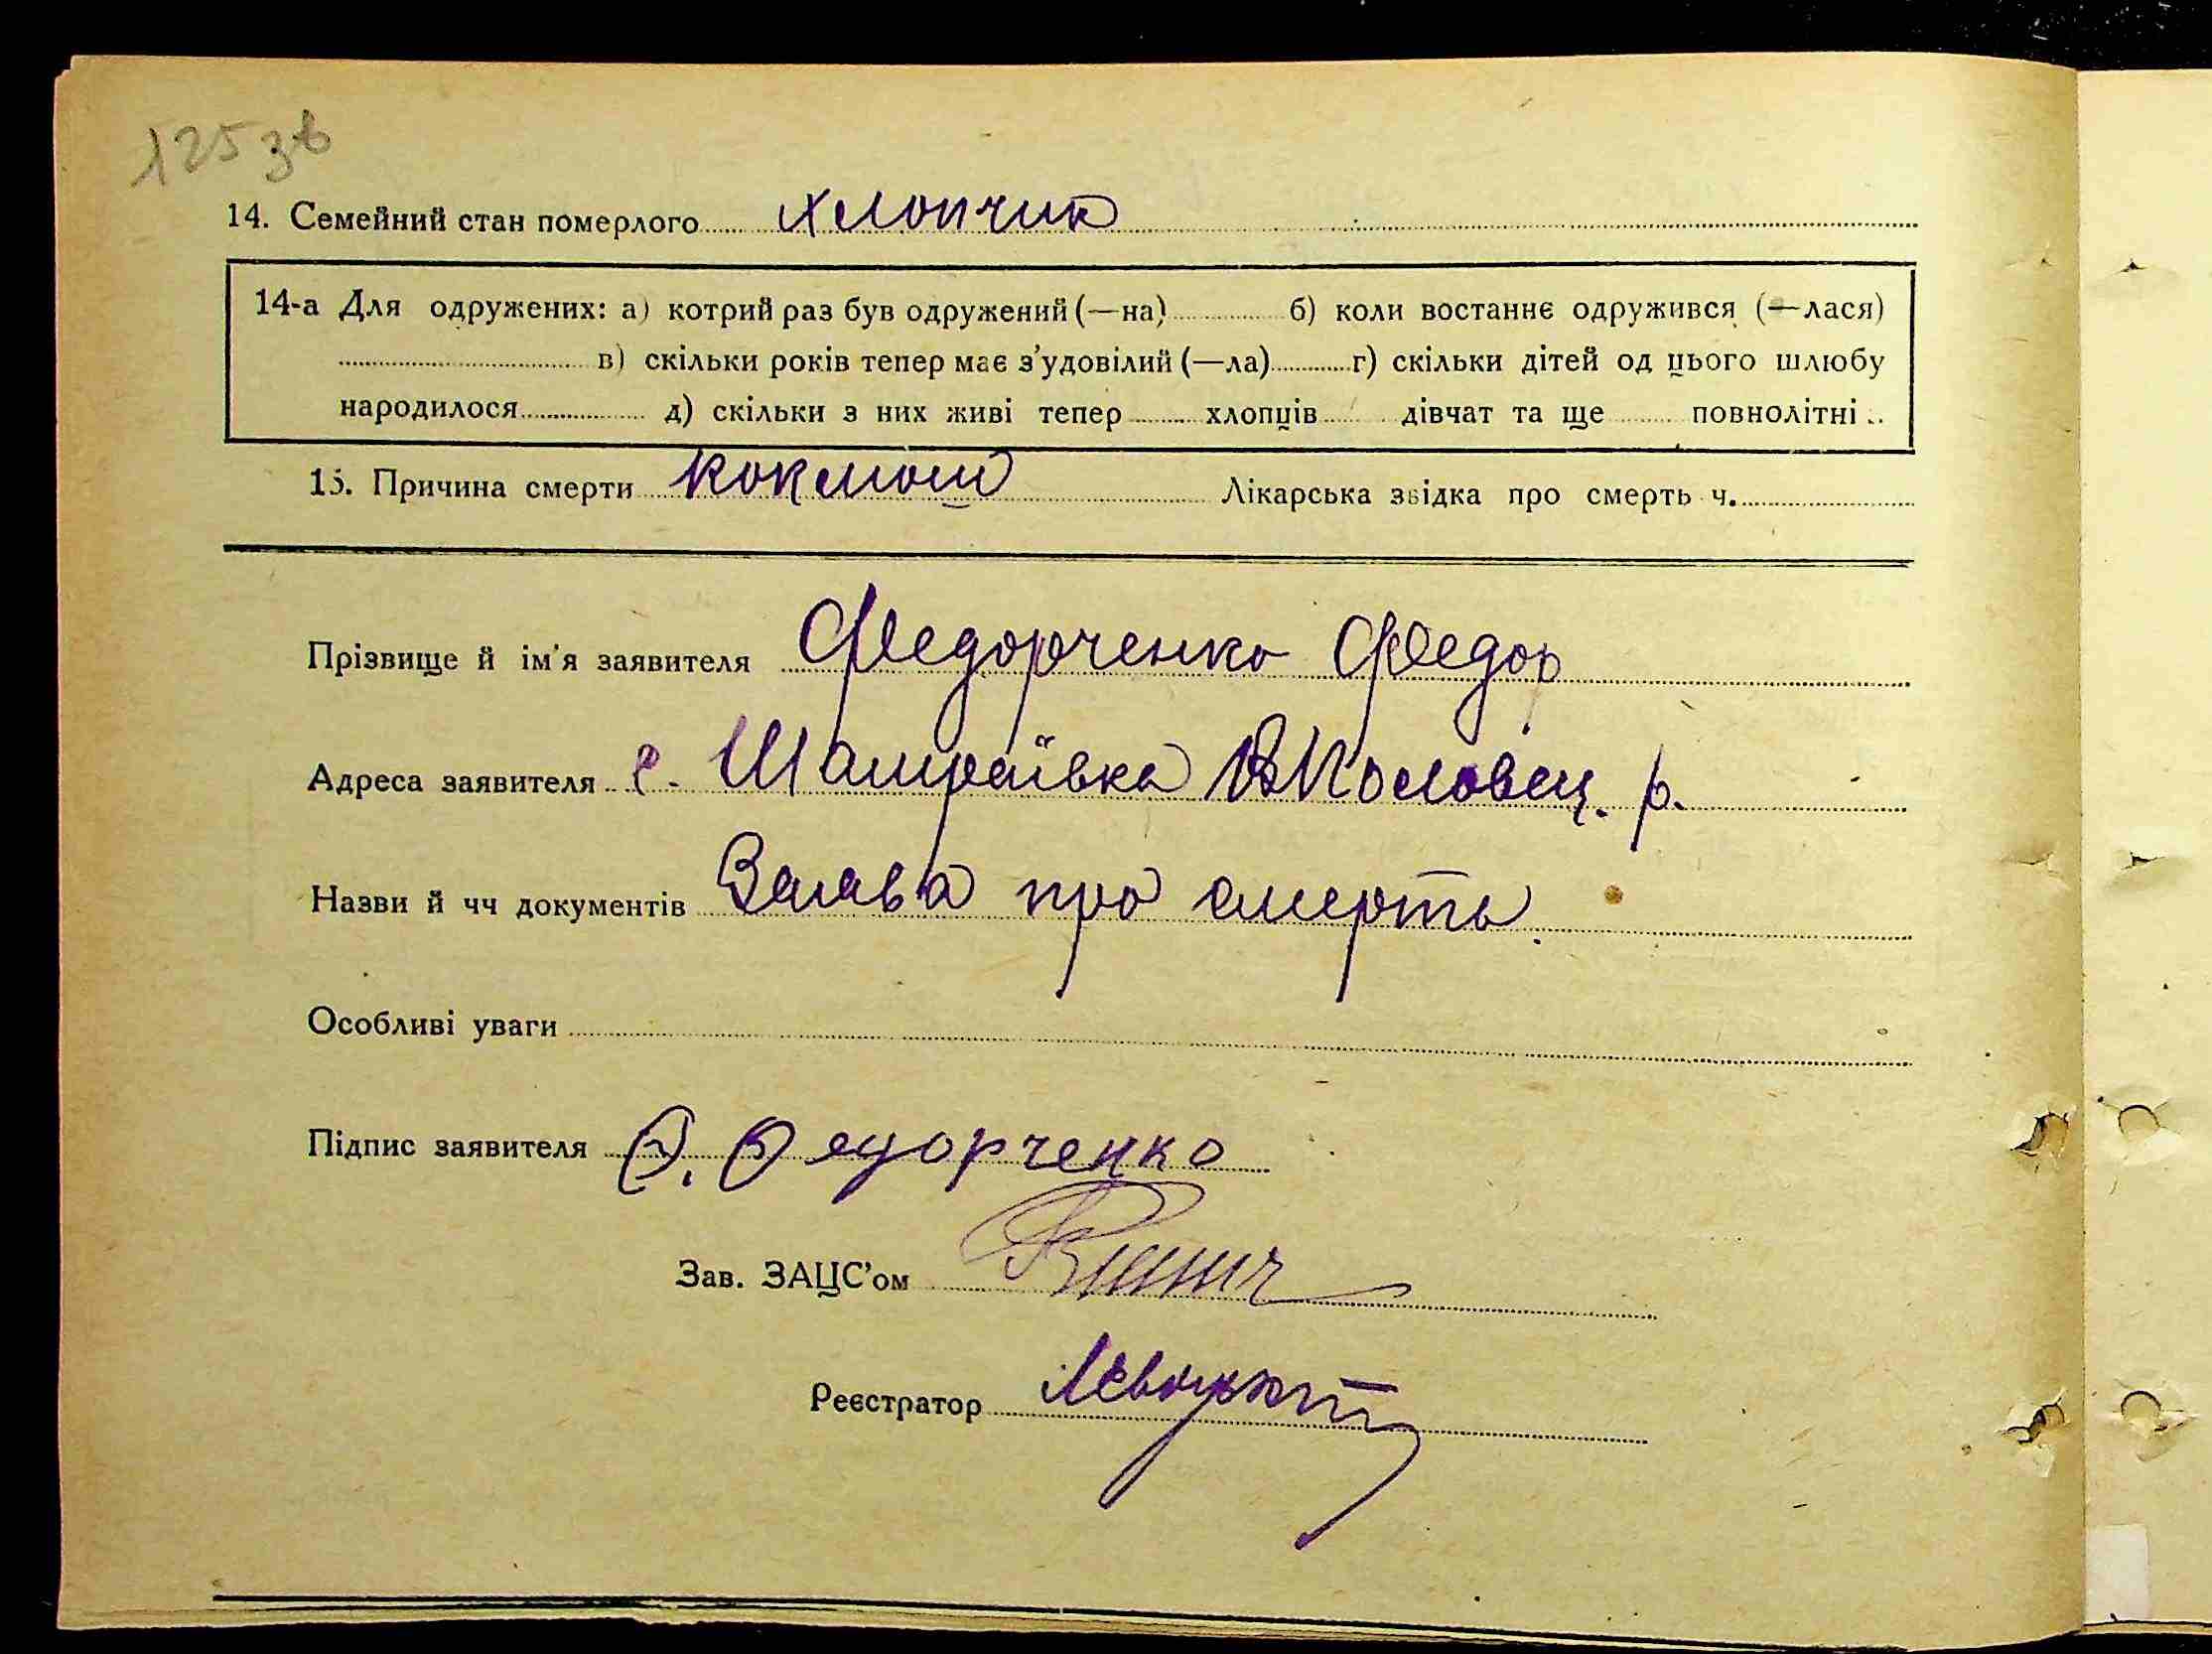 125 зв
14. Семейний стан померлого хлопчик
14-а Для одружених: а) котрий раз був одружений (—на) б) коли востаннє одружився (—лася)
в) скільки років тепер має з'удовілий (—ла) г) скільки дітей од цього шлюбу
народилося д) скільки з них живі тепер хлопців дівчат та ще повнолітні
15. Причина смерти коклюш Лікарська звідка про смерть ч.
Прізвище й ім'я заявителя Федорченко Федор
Адреса заявителя с. Шамраївка ВПоловец. р.
Назви й чч документів Заява про смерть
Особливі уваги
Підпис заявителя Ф. Федорченко
Зав. ЗАЦС'ом
Реєстратор